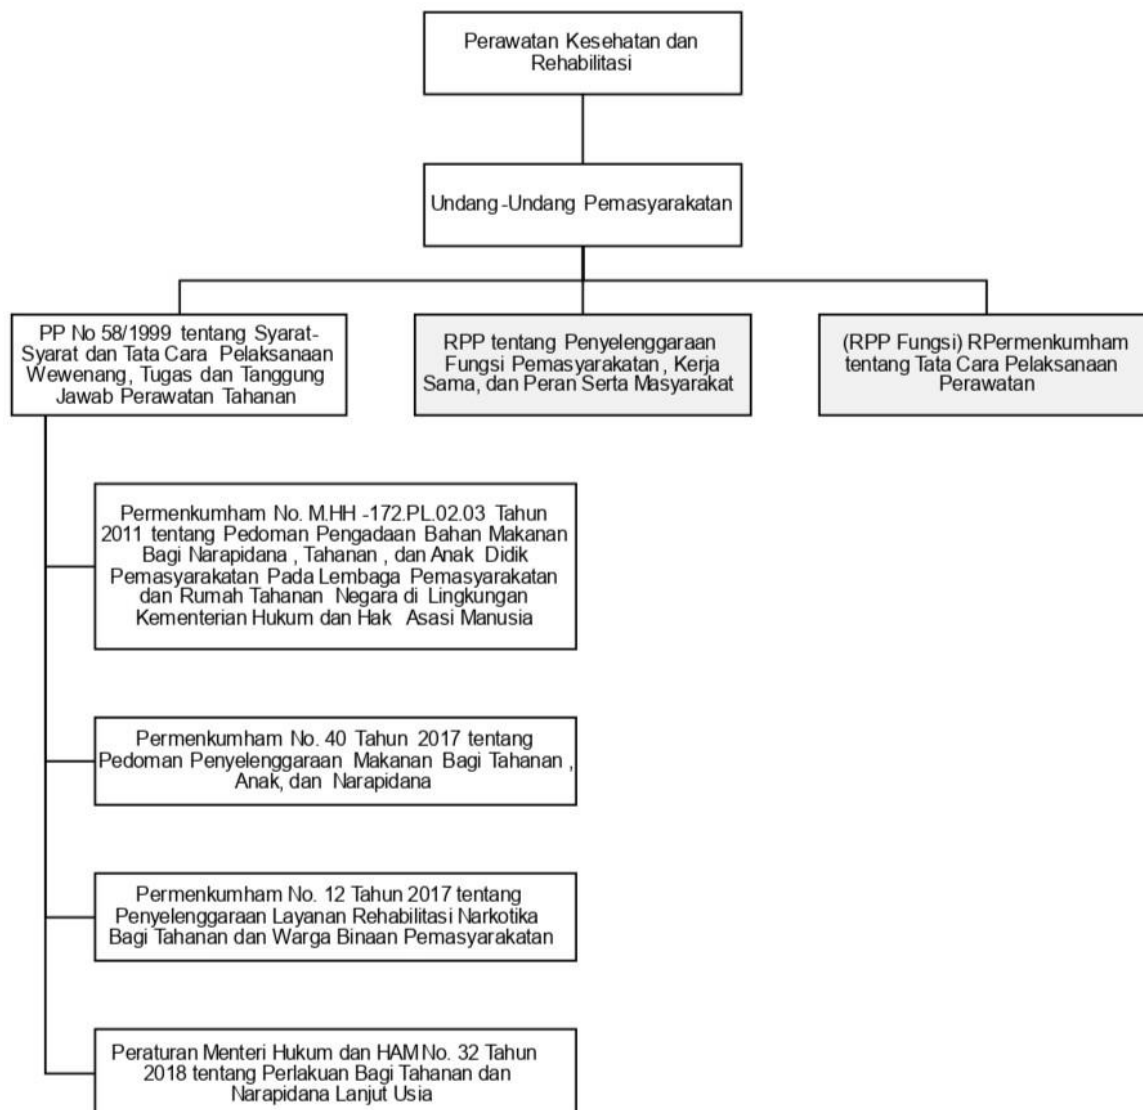 Perawatan Kesehatan dan
Rehabilitasi
Undang-Undang Pemasyarakatan
PP No 58/1999 tentang Syarat-
Syarat dan Tata Cara Pelaksanaan
Wewenang, Tugas dan Tanggung
Jawab Perawatan Tahanan
RPP tentang Penyelenggaraan
Fungsi Pemasyarakatan, Kerja
Sama, dan Peran Serta Masyarakat
(RPP Fungsi) RPermenkumham
tentang Tata Cara Pelaksanaan
Perawatan
Permenkumham No. M.HH -172.PL.02.03 Tahun
2011 tentang Pedoman Pengadaan Bahan Makanan
Bagi Narapidana, Tahanan, dan Anak Didik
Pemasyarakatan Pada Lembaga Pemasyarakatan
dan Rumah Tahanan Negara di Lingkungan
Kementerian Hukum dan Hak Asasi Manusia
Permenkumham No. 40 Tahun 2017 tentang
Pedoman Penyelenggaraan Makanan Bagi Tahanan,
Anak, dan Narapidana
Permenkumham No. 12 Tahun 2017 tentang
Penyelenggaraan Layanan Rehabilitasi Narkotika
Bagi Tahanan dan Warga Binaan Pemasyarakatan
Peraturan Menteri Hukum dan HAM No. 32 Tahun
2018 tentang Perlakuan Bagi Tahanan dan
Narapidana Lanjut Usia